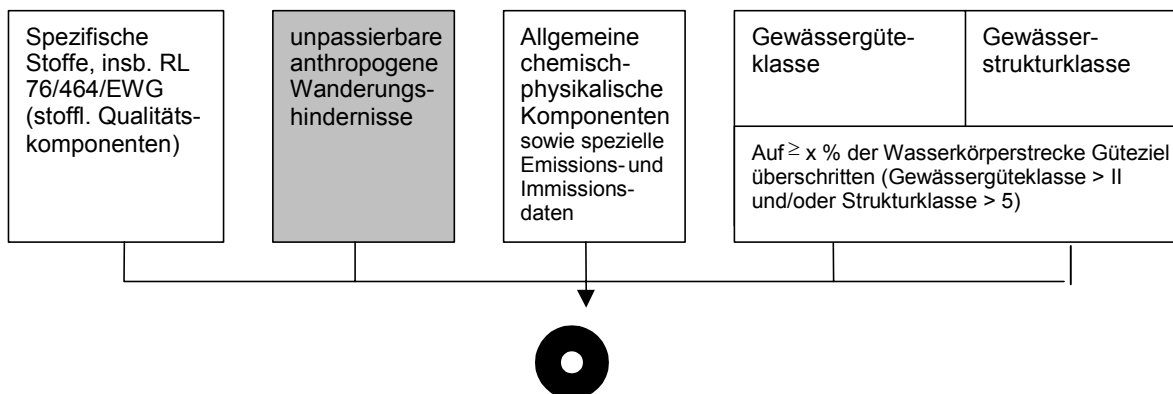 Spezifische
Stoffe, insb. RL
76/464/EWG
(stoffl. Qualitäts-
komponenten)
unpassierbare
anthropogene
Wanderungs-
hindernisse
Allgemeine
chemisch-
physikalische
Komponenten
sowie spezielle
Emissions- und
Immissions-
daten
Gewässergüte-
klasse
Gewässer-
strukturklasse
Auf ≥ x % der Wasserkörperstrecke Güteziel
überschritten (Gewässergüteklasse > II
und/oder Strukturklasse > 5)